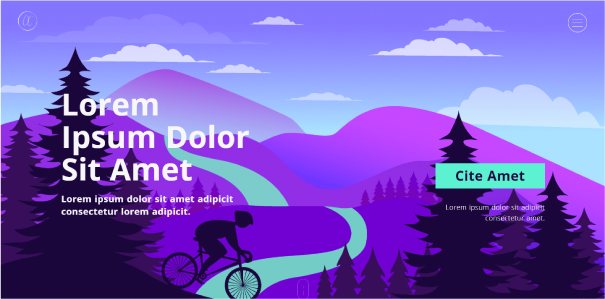 Lorem
Ipsum Dolor
Sit Amet
Lorem ipsum dolor sit amet adipicit
consectetur lorem adipicit.
Cite Amet
Lorem ipsum dolor sit adipicit
consectetur amet.